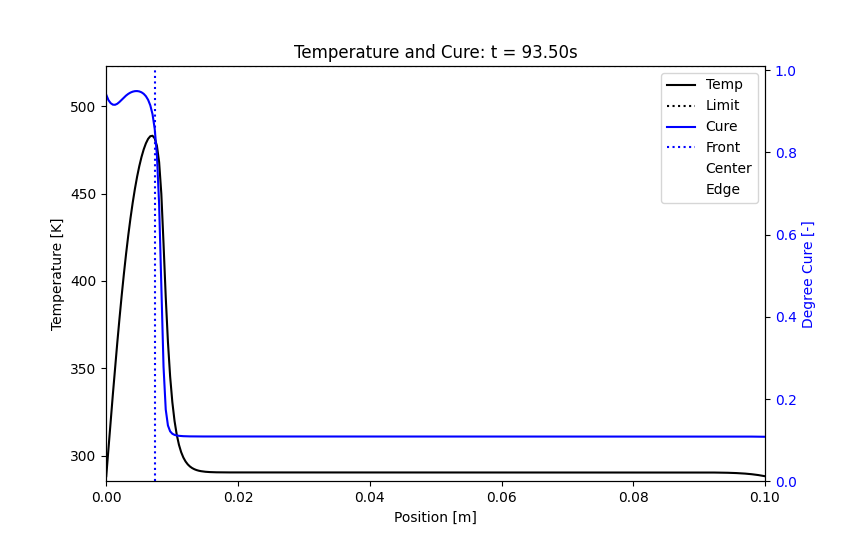 Temperature and Cure: t = 93.50s
Temperature [K]
500
450
400
350
300
Temp
Limit
Cure
Front
Center
Edge
1.0
0.8
0.6
0.4
0.2
0.0
Degree Cure [-]
0.00 0.02 0.04 0.06 0.08 0.10
Position [m]